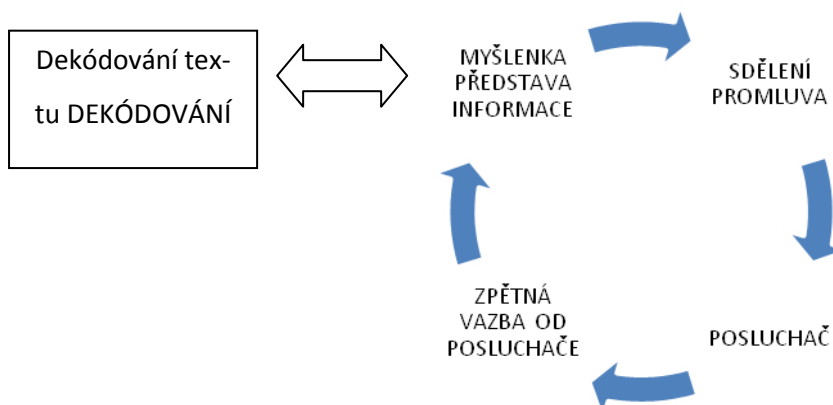 Dekódování tex-
tu DEKÓDOVÁNÍ
MYŠLENKA
PŘEDSTAVA
INFORMACE
SDĚLENÍ
PROMLUVA
POSLUCHAČ
ZPĚTNÁ
VAZBA OD
POSLUCHAČE